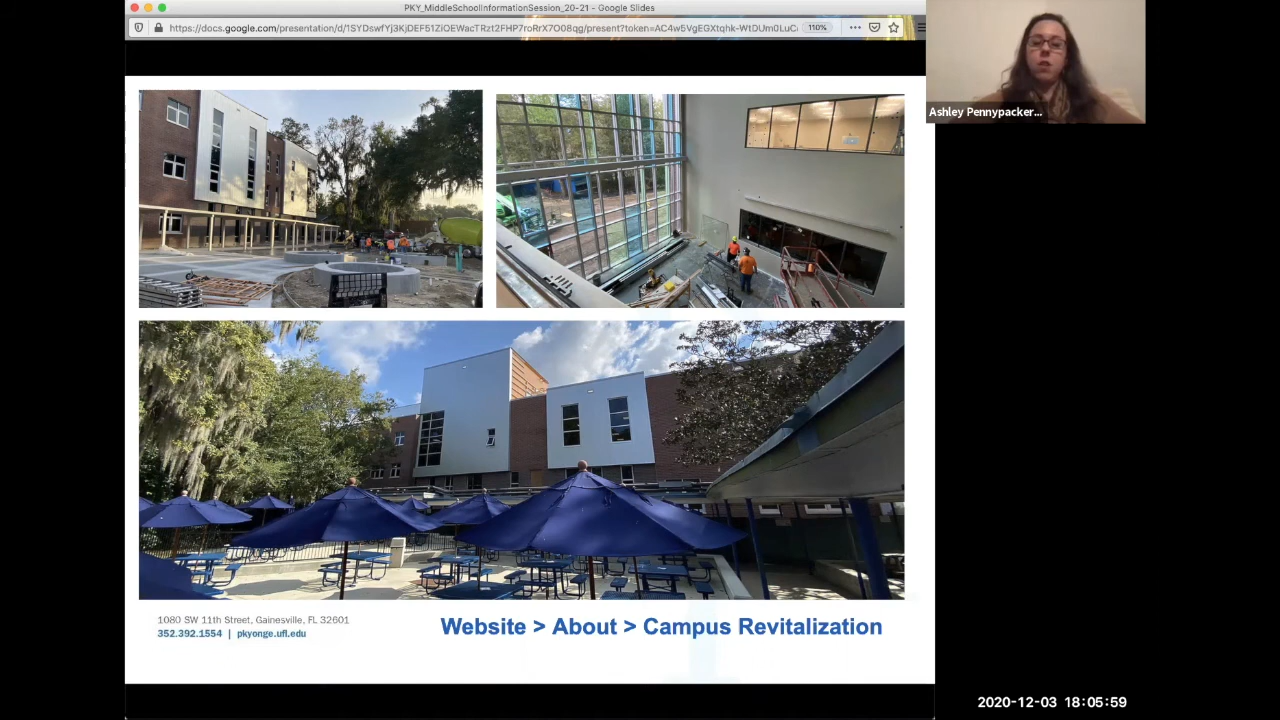 PKY_MiddleSchoolInformationSession_20-21 - Google Slides
110%
Ashley Pennypacker...
1080 SW 11th Street, Gainesville, FL 32601
352.392.1554 | pkyonge.ufl.edu
Website > About > Campus Revitalization
2020-12-03 18:05:59